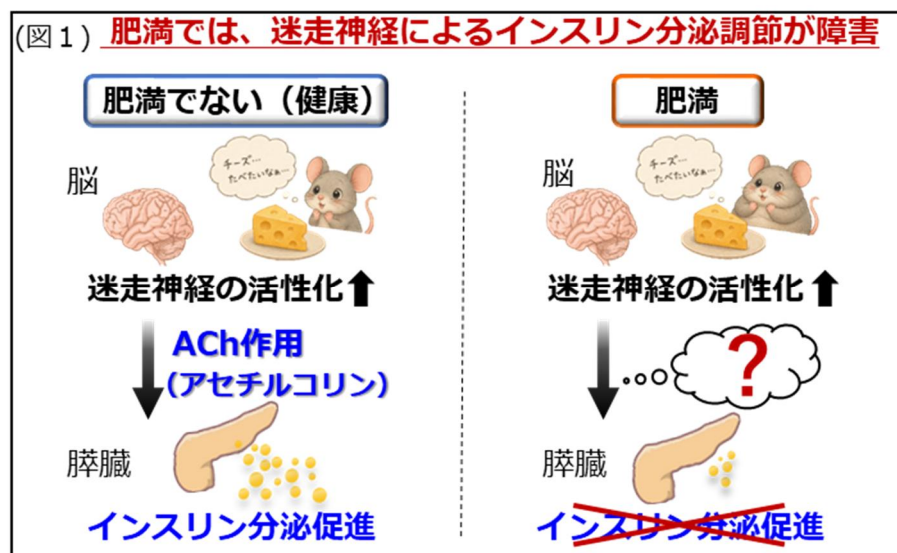 (図１) 肥満では、迷走神経によるインスリン分泌調節が障害
肥満でない（健康）
脳
チーズ…
たべたいなぁ…
迷走神経の活性化⬆
ACh作用
（アセチルコリン）
膵臓
インスリン分泌促進
肥満
脳
チーズ…
たべたいなぁ…
迷走神経の活性化⬆
?
膵臓
インスリン分泌促進